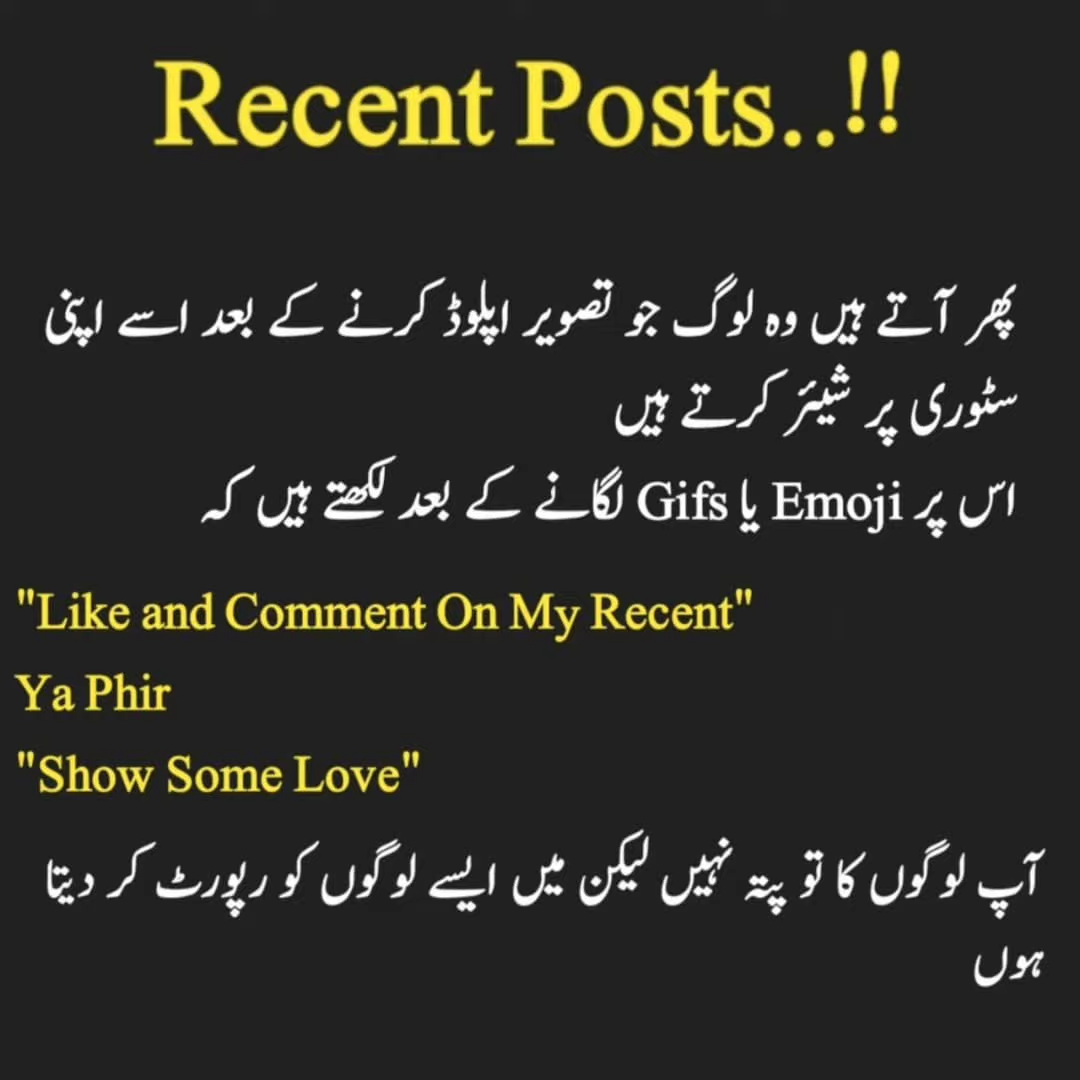 Recent Posts..!!
پھر آتے ہیں وہ لوگ جو تصویر اپلوڈ کرنے کے بعد اسے اپنی
سٹوری پر شیئر کرتے ہیں
اس پر Emoji یا Gifs لگانے کے بعد لکھتے ہیں کہ
"Like and Comment On My Recent"
Ya Phir
"Show Some Love"
آپ لوگوں کا تو پتہ نہیں لیکن میں ایسے لوگوں کو رپورٹ کر دیتا
ہوں